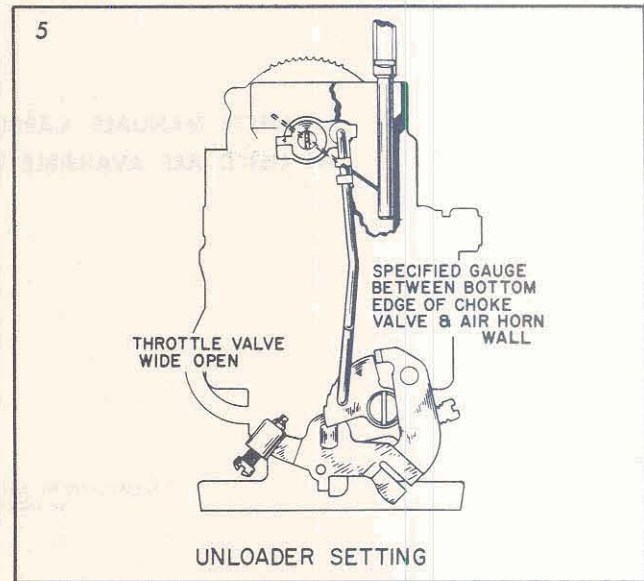 5
SPECIFIED GAUGE
BETWEEN BOTTOM
EDGE OF CHOKE
VALVE & AIR HORN
WALL
THROTTLE VALVE
WIDE OPEN
UNLOADER SETTING